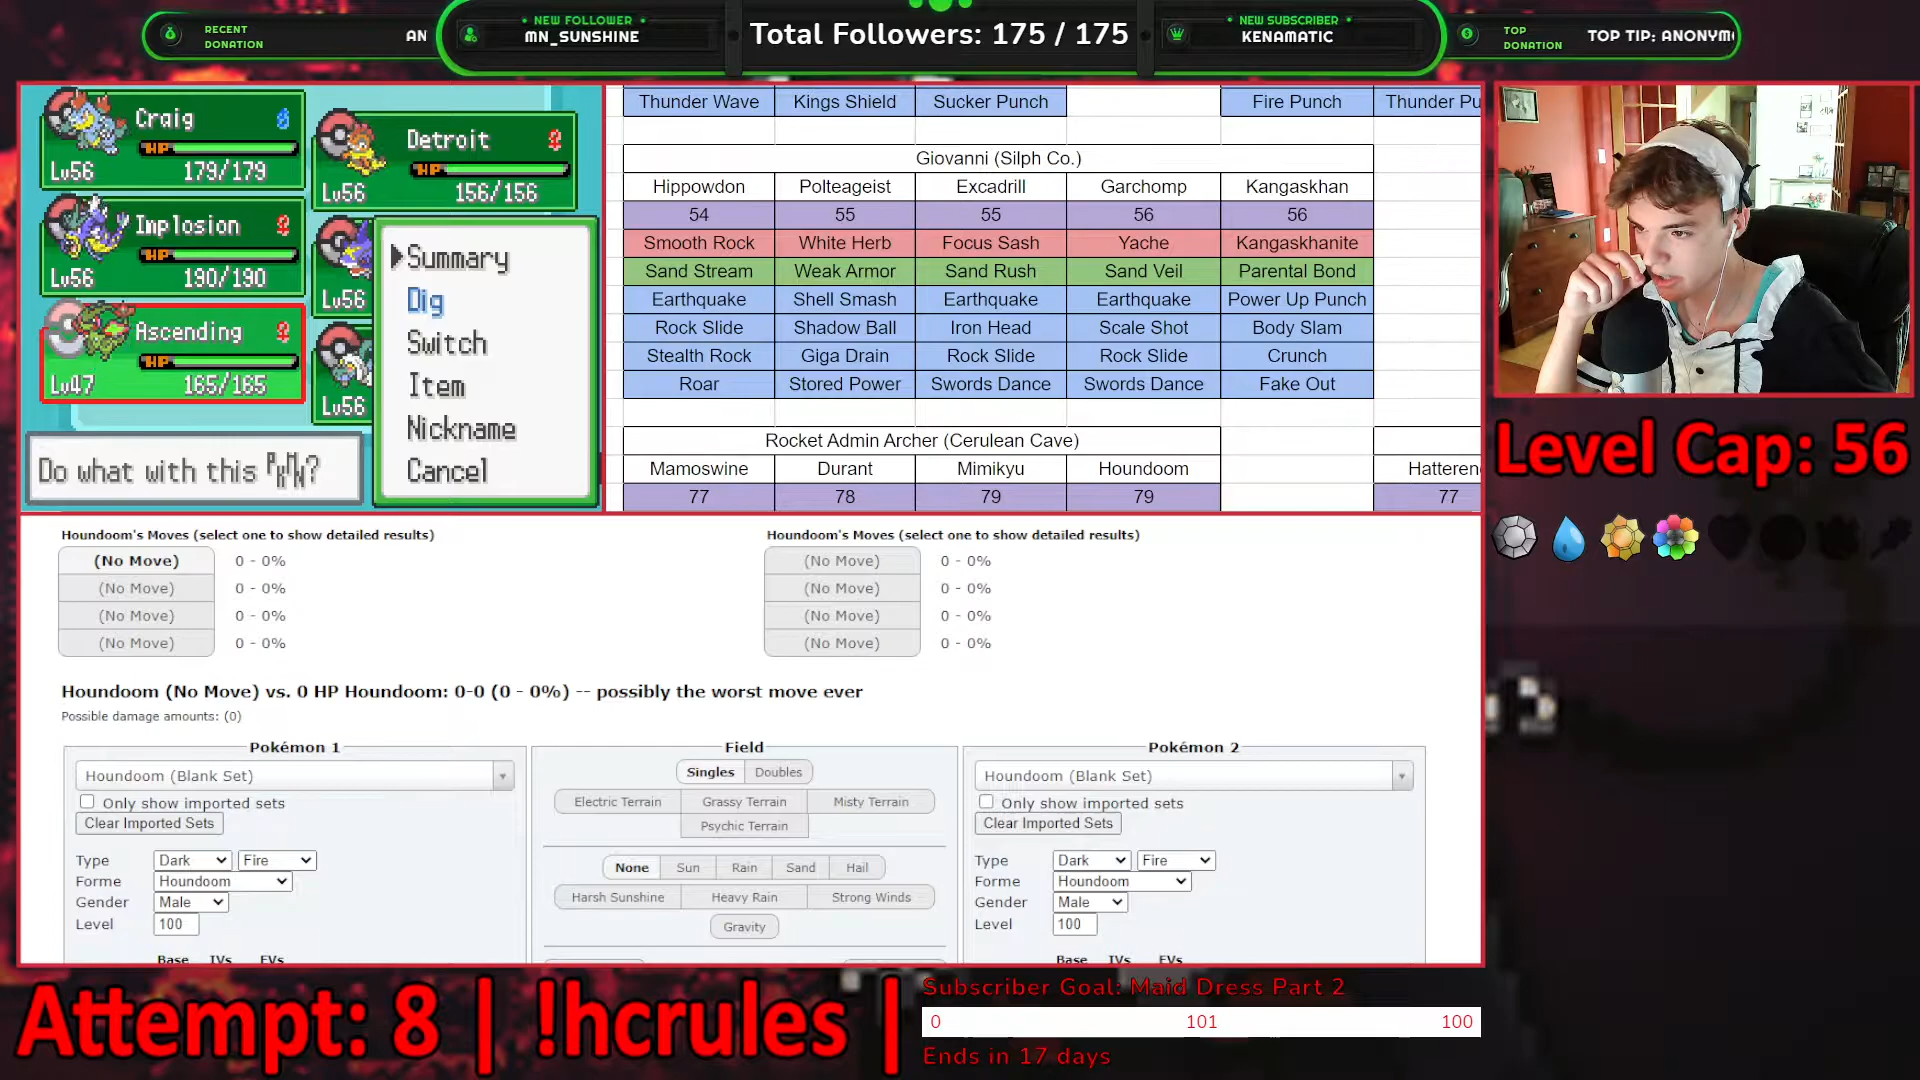 RECENT
DONATION
AN
• NEW FOLLOWER •
MN_SUNSHINE
Total Followers: 175 / 175
• NEW SUBSCRIBER •
KENAMATIC
TOP
DONATION
TOP TIP: ANONYM
Craig
HP
Lv56 179/179
Detroit
HP
Lv56 156/156
Implosion
HP
Lv56 190/190
Lv56
Ascending
HP
Lv47 165/165
Lv56
Summary
Dig
Switch
Item
Nickname
Cancel
Do what with this PKMN?
Thunder Wave Kings Shield Sucker Punch Fire Punch Thunder Pu
Giovanni (Silph Co.)
Hippowdon Polteageist Excadrill Garchomp Kangaskhan
54 55 55 56 56
Smooth Rock White Herb Focus Sash Yache Kangaskhanite
Sand Stream Weak Armor Sand Rush Sand Veil Parental Bond
Earthquake Shell Smash Earthquake Earthquake Power Up Punch
Rock Slide Shadow Ball Iron Head Scale Shot Body Slam
Stealth Rock Giga Drain Rock Slide Rock Slide Crunch
Roar Stored Power Swords Dance Swords Dance Fake Out
Rocket Admin Archer (Cerulean Cave)
Mamoswine Durant Mimikyu Houndoom Hatteren
77 78 79 79 77
Level Cap: 56
Houndoom's Moves (select one to show detailed results) Houndoom's Moves (select one to show detailed results)
(No Move) 0 - 0% (No Move) 0 - 0%
(No Move) 0 - 0% (No Move) 0 - 0%
(No Move) 0 - 0% (No Move) 0 - 0%
(No Move) 0 - 0% (No Move) 0 - 0%
Houndoom (No Move) vs. 0 HP Houndoom: 0-0 (0 - 0%) -- possibly the worst move ever
Possible damage amounts: (0)
Pokémon 1
Houndoom (Blank Set)
Only show imported sets
Clear Imported Sets
Type Dark Fire
Forme Houndoom
Gender Male
Level 100
Base IVs EVs
Field
Singles Doubles
Electric Terrain Grassy Terrain Misty Terrain
Psychic Terrain
None Sun Rain Sand Hail
Harsh Sunshine Heavy Rain Strong Winds
Gravity
Pokémon 2
Houndoom (Blank Set)
Only show imported sets
Clear Imported Sets
Type Dark Fire
Forme Houndoom
Gender Male
Level 100
Base IVs EVs
Attempt: 8 | !hcrules |
Subscriber Goal: Maid Dress Part 2
0 101 100
Ends in 17 days